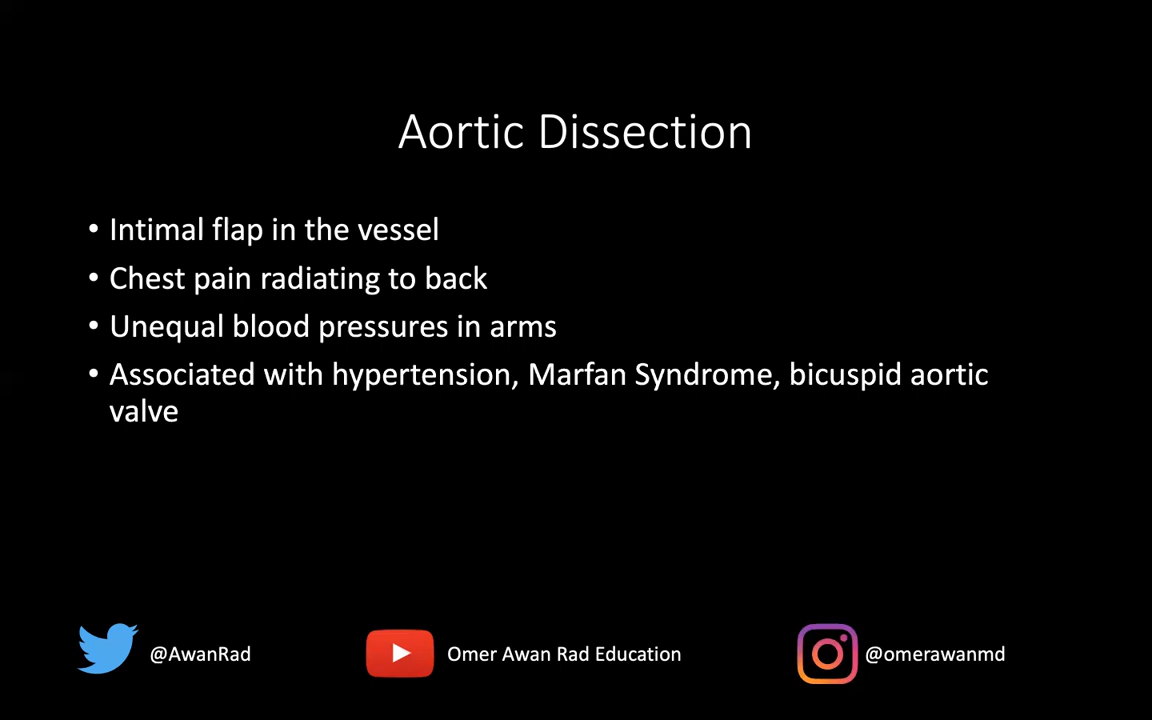 Aortic Dissection
• Intimal flap in the vessel
• Chest pain radiating to back
• Unequal blood pressures in arms
• Associated with hypertension, Marfan Syndrome, bicuspid aortic
valve
@AwanRad
Omer Awan Rad Education
@omerawanmd